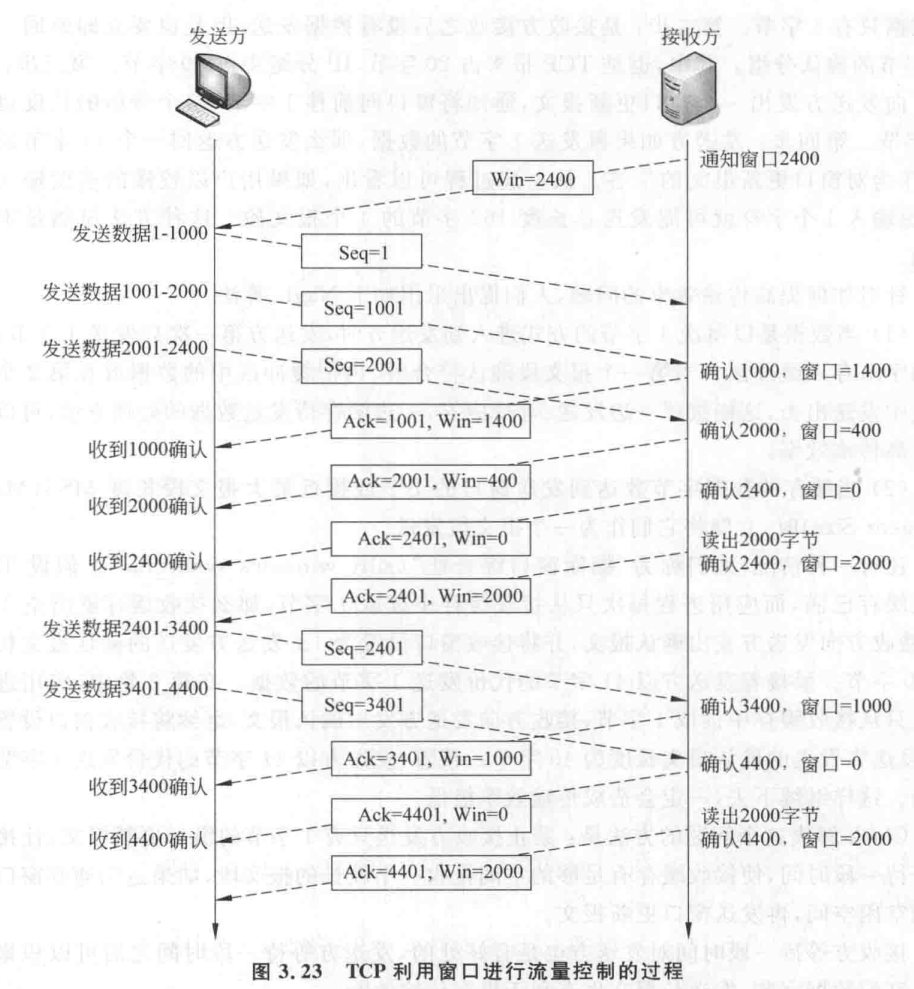 发送方
接收方
通知窗口2400
Win=2400
发送数据1-1000
Seq=1
发送数据1001-2000
Seq=1001
发送数据2001-2400
Seq=2001
确认1000，窗口=1400
Ack=1001, Win=1400
收到1000确认
确认2000，窗口=400
Ack=2001, Win=400
收到2000确认
确认2400，窗口=0
Ack=2401, Win=0
收到2400确认
读出2000字节
确认2400，窗口=2000
Ack=2401, Win=2000
发送数据2401-3400
Seq=2401
发送数据3401-4400
Seq=3401
确认3400，窗口=1000
Ack=3401, Win=1000
收到3400确认
确认4400，窗口=0
Ack=4401, Win=0
收到4400确认
读出2000字节
确认4400，窗口=2000
Ack=4401, Win=2000
图 3.23 TCP 利用窗口进行流量控制的过程